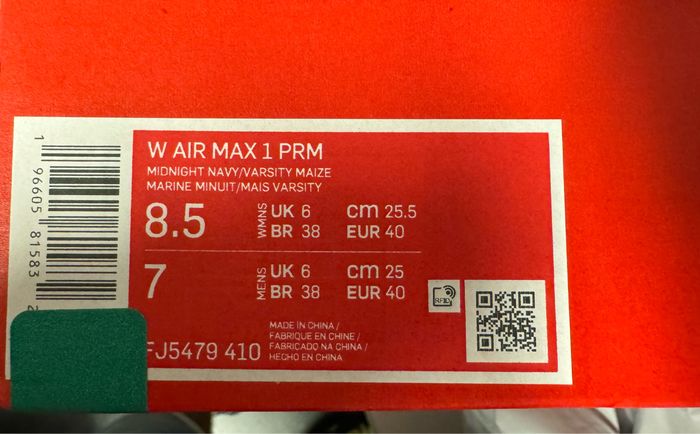 W AIR MAX 1 PRM
MIDNIGHT NAVY/VARSITY MAIZE
MARINE MINUIT/MAIS VARSITY
8.5 WMNS UK 6 cm 25.5
BR 38 EUR 40
7 MENS UK 6 cm 25
BR 38 EUR 40
RFID
FJ5479 410
MADE IN CHINA /
FABRIQUE EN CHINE /
FABRICADO NA CHINA /
HECHO EN CHINA
1 96605 81583